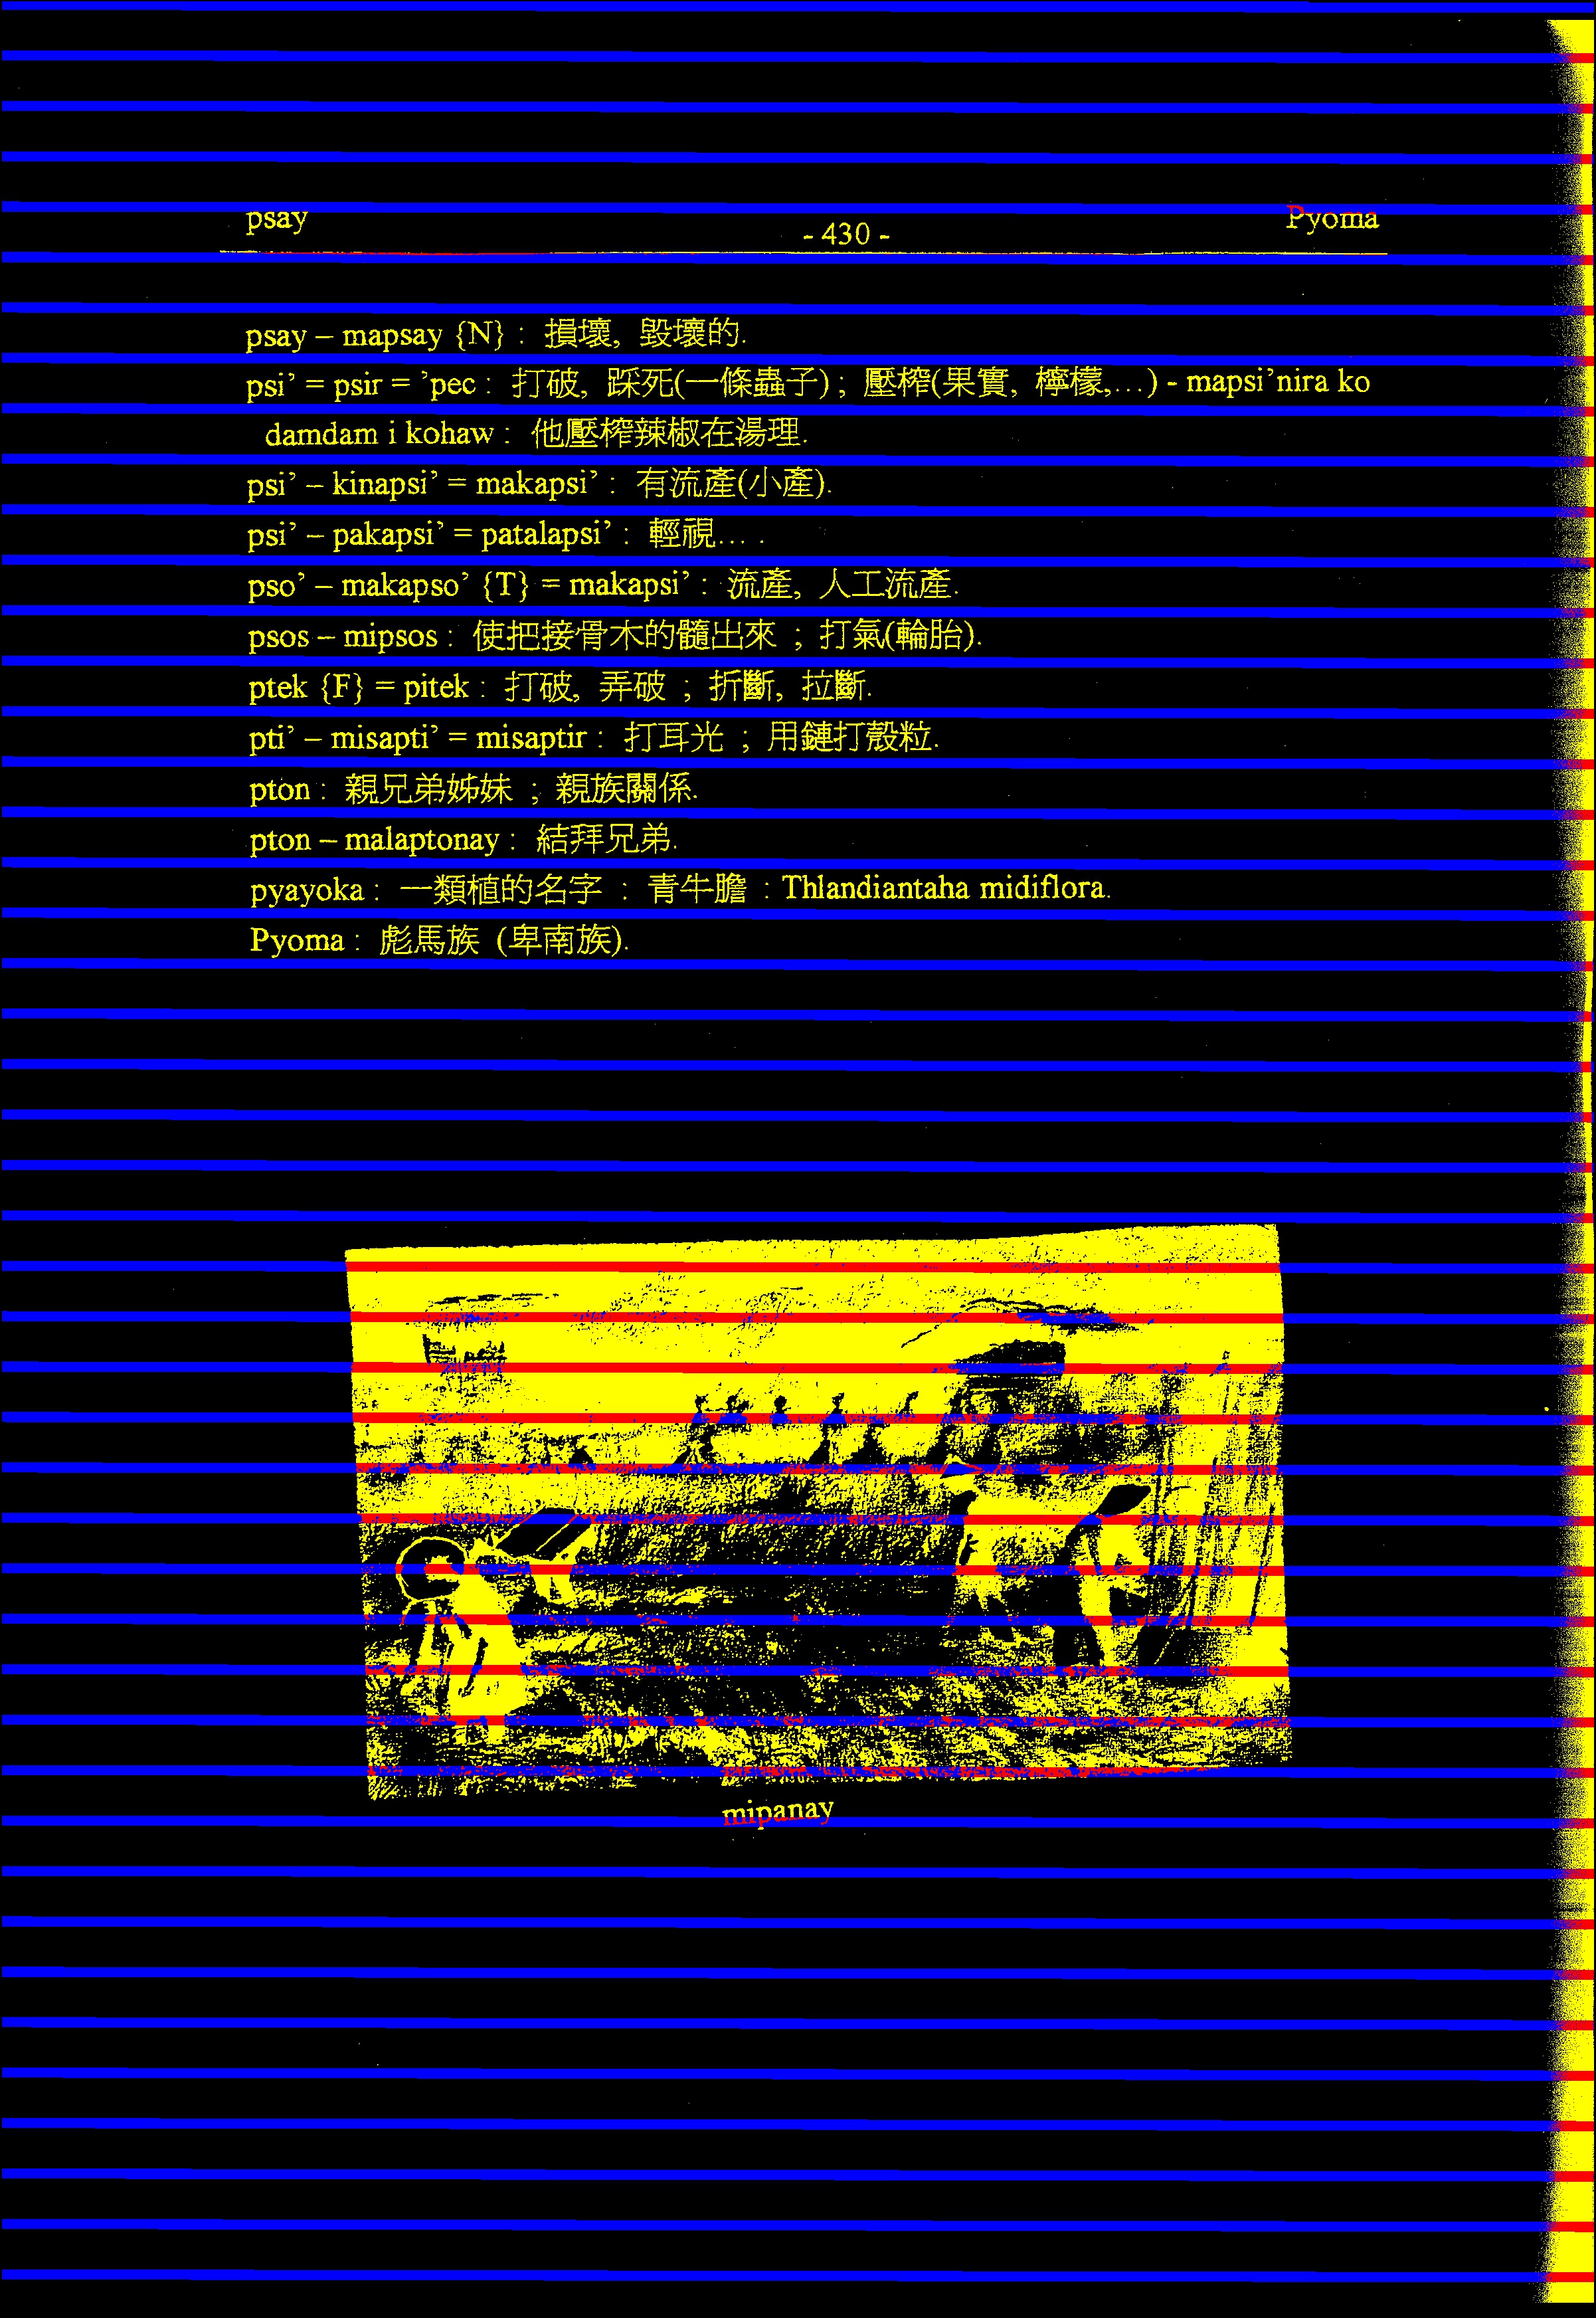 psay - 430 - Pyoma
psay – mapsay {N} : 損壞, 毀壞的.
psi’ = psir = ’pec : 打破, 踩死(一條蟲子) ; 壓榨(果實, 檸檬,...) - mapsi’nira ko
damdam i kohaw : 他壓榨辣椒在湯理.
psi’ – kinapsi’ = makapsi’ : 有流產(小產).
psi’ – pakapsi’ = patalapsi’ : 輕視... .
pso’ – makapso’ {T} = makapsi’ : 流產, 人工流產.
psos – mipsos : 使把接骨木的髓出來 ; 打氣(輪胎).
ptek {F} = pitek : 打破, 弄破 ; 折斷, 拉斷.
pti’ – misapti’ = misaptir : 打耳光 ; 用鏈打殼粒.
pton : 親兄弟姊妹 ; 親族關係.
pton – malaptonay : 結拜兄弟.
pyayoka : 一類植的名字 : 青牛膽 : Thlandiantaha midiflora.
Pyoma : 彪馬族 (卑南族).
mipanay